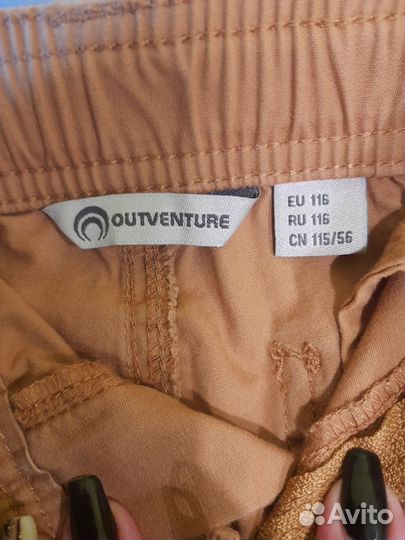 OUTVENTURE
EU 116
RU 116
CN 115/56
Avito